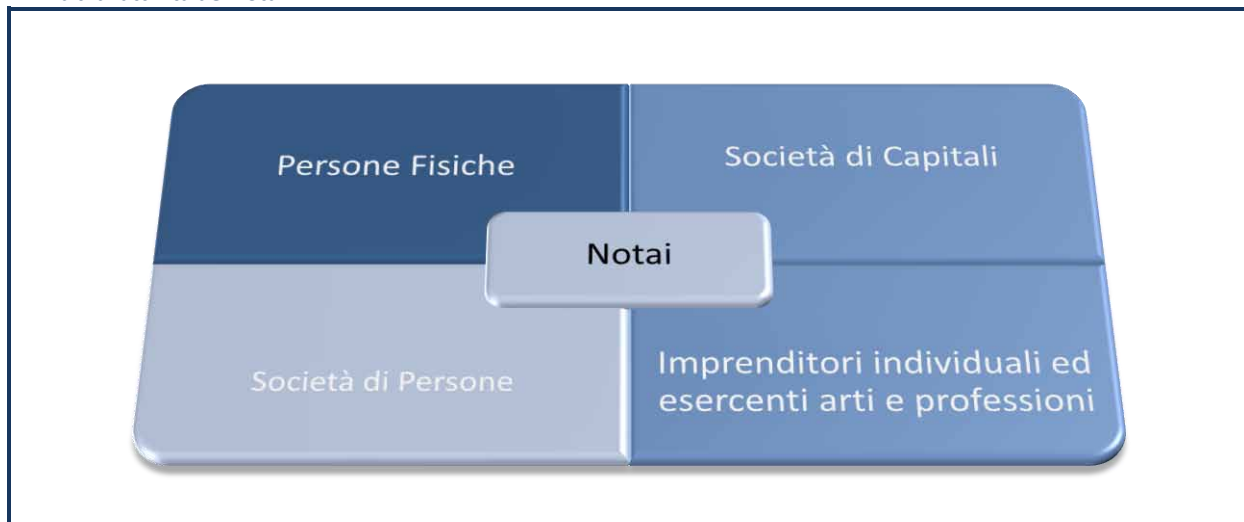 Persone Fisiche
Società di Capitali
Notai
Società di Persone
Imprenditori individuali ed
esercenti arti e professioni